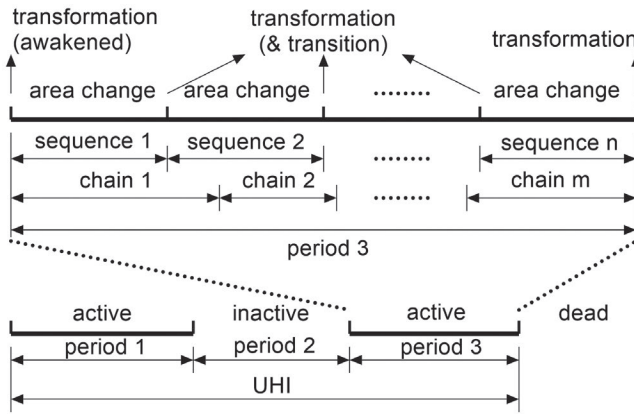 transformation (awakened)
transformation (& transition)
transformation
area change area change ........ area change
sequence 1 sequence 2 ........ sequence n
chain 1 chain 2 ........ chain m
period 3
active inactive active dead
period 1 period 2 period 3
UHI